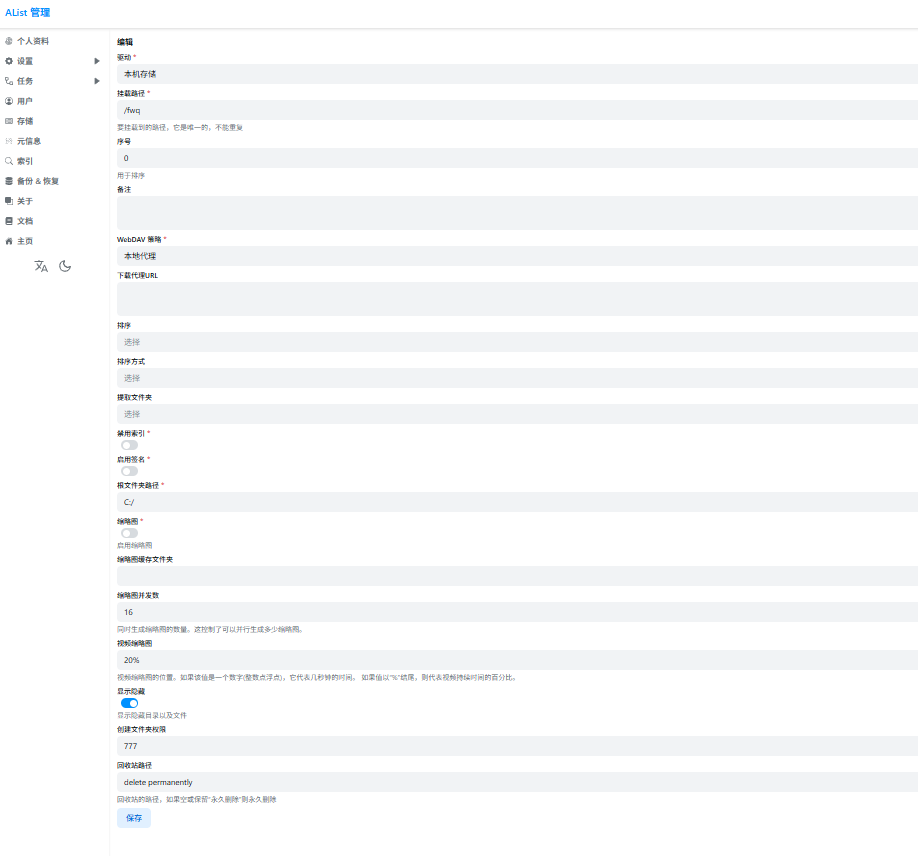 AList 管理
个人资料
设置
任务
用户
存储
元信息
索引
备份 & 恢复
关于
文档
主页
编辑
驱动 *
本机存储
挂载路径 *
/fwq
要挂载到的路径，它是唯一的，不能重复
序号
0
用于排序
备注
WebDAV 策略 *
本地代理
下载代理URL
排序
选择
排序方式
选择
提取文件夹
选择
禁用索引 *
启用签名 *
根文件夹路径 *
C:/
缩略图 *
启用缩略图
缩略图缓存文件夹
缩略图并发数
16
同时生成缩略图的数量。这控制了可以并行生成多少缩略图。
视频缩略图
20%
视频缩略图的位置。如果该值是一个数字(整数点浮点)，它代表几秒钟的时间。 如果值以"%"结尾，则代表视频持续时间的百分比。
显示隐藏
显示隐藏目录以及文件
创建文件夹权限
777
回收站路径
delete permanently
回收站的路径，如果空或保留"永久删除"则永久删除
保存